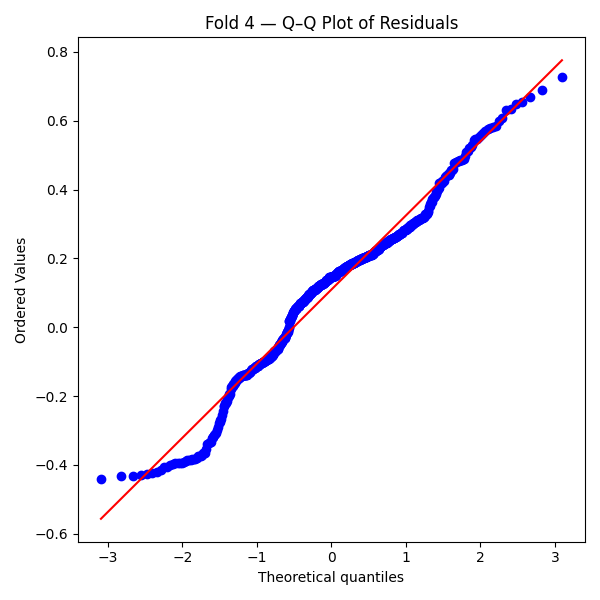 Fold 4 — Q–Q Plot of Residuals
Ordered Values
0.8
0.6
0.4
0.2
0.0
−0.2
−0.4
−0.6
−3 −2 −1 0 1 2 3
Theoretical quantiles